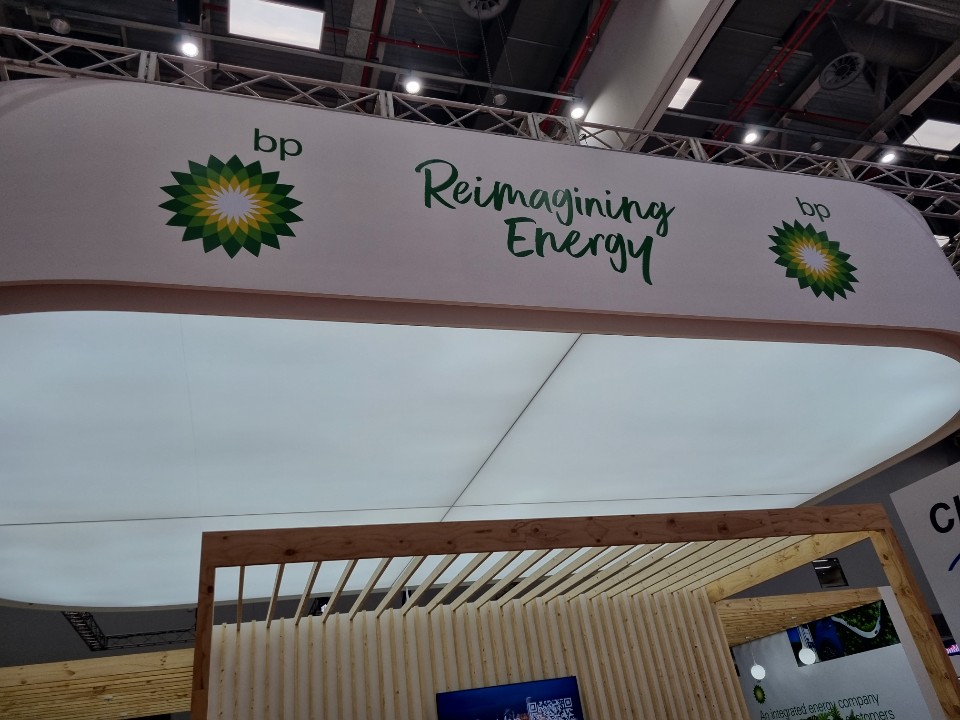 bp
Reimagining
Energy
bp
An integrated energy company